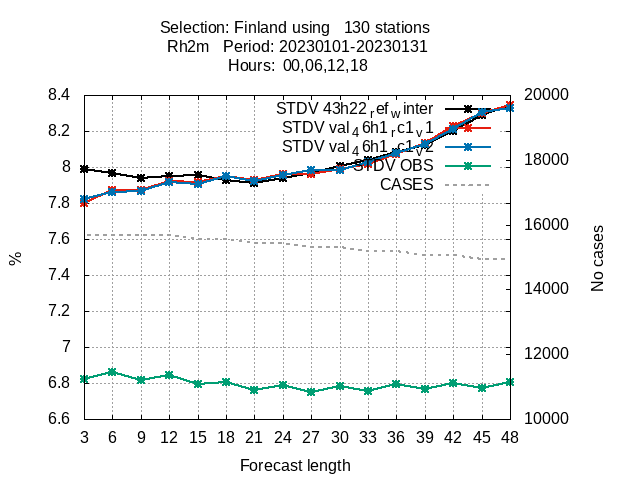 Selection: Finland using   130 stations
Rh2m   Period: 20230101-20230131
Hours: 00,06,12,18
8.4
8.2
8
7.8
7.6
7.4
7.2
7
6.8
6.6
%
STDV 43h22_ref_winter
STDV val_46h1_rc1_v1
STDV val_46h1_rc1_v2
STDV OBS
CASES
20000
18000
16000
14000
12000
10000
No cases
3 6 9 12 15 18 21 24 27 30 33 36 39 42 45 48
Forecast length